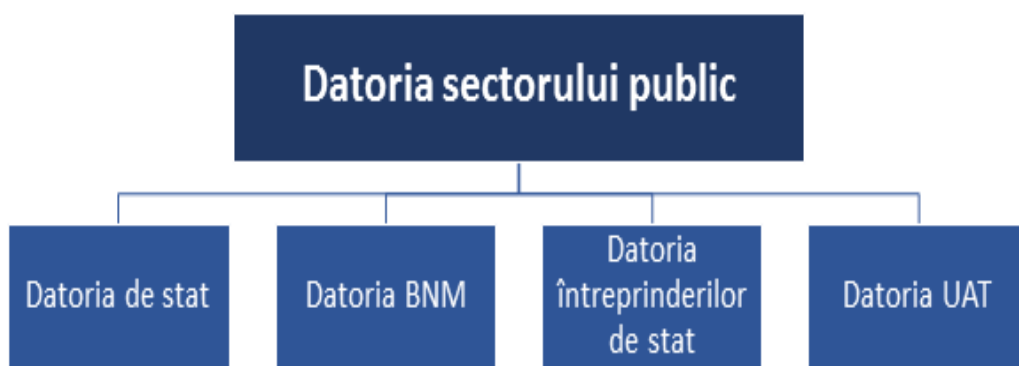 Datoria sectorului public
Datoria de stat
Datoria BNM
Datoria
întreprinderilor
de stat
Datoria UAT